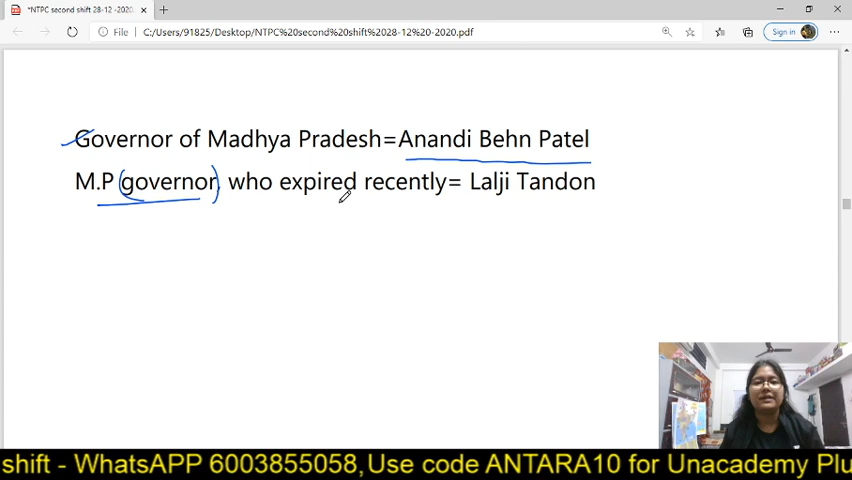 *NTPC second shift 28-12 -2020.
File
C:/Users/91825/Desktop/NTPC%20second%20shift%2028-12%20-2020.pdf
Sign in
Governor of Madhya Pradesh=Anandi Behn Patel
M.P governor, who expired recently= Lalji Tandon
shift - WhatsAPP 6003855058,Use code ANTARA10 for Unacademy Plu